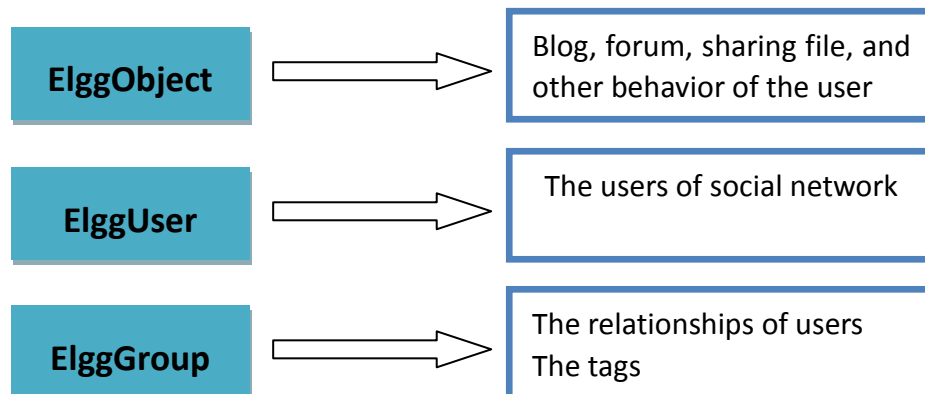 ElggObject
Blog, forum, sharing file, and
other behavior of the user
ElggUser
The users of social network
ElggGroup
The relationships of users
The tags